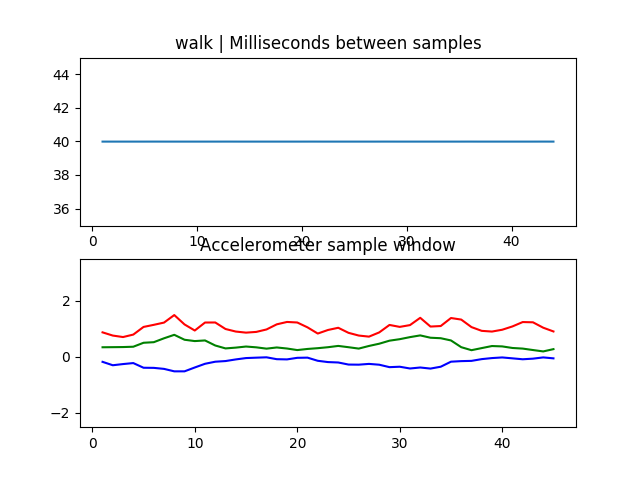 walk | Milliseconds between samples
44
42
40
38
36
0 10 20 30 40
Accelerometer sample window
2
0
−2
0 10 20 30 40